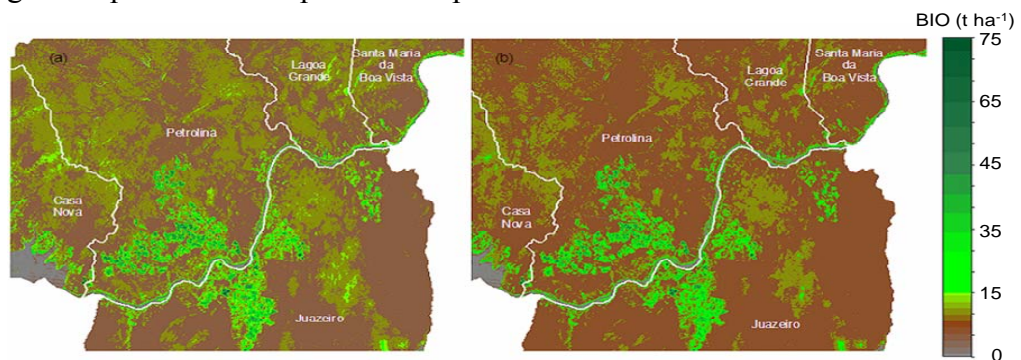 BIO (t ha-1)
(a)
Santa Maria
da
Boa Vista
Lagoa
Grande
Petrolina
Casa
Nova
Juazeiro
(b)
Santa Maria
da
Boa Vista
Lagoa
Grande
Petrolina
Casa
Nova
Juazeiro
75
65
45
35
15
0